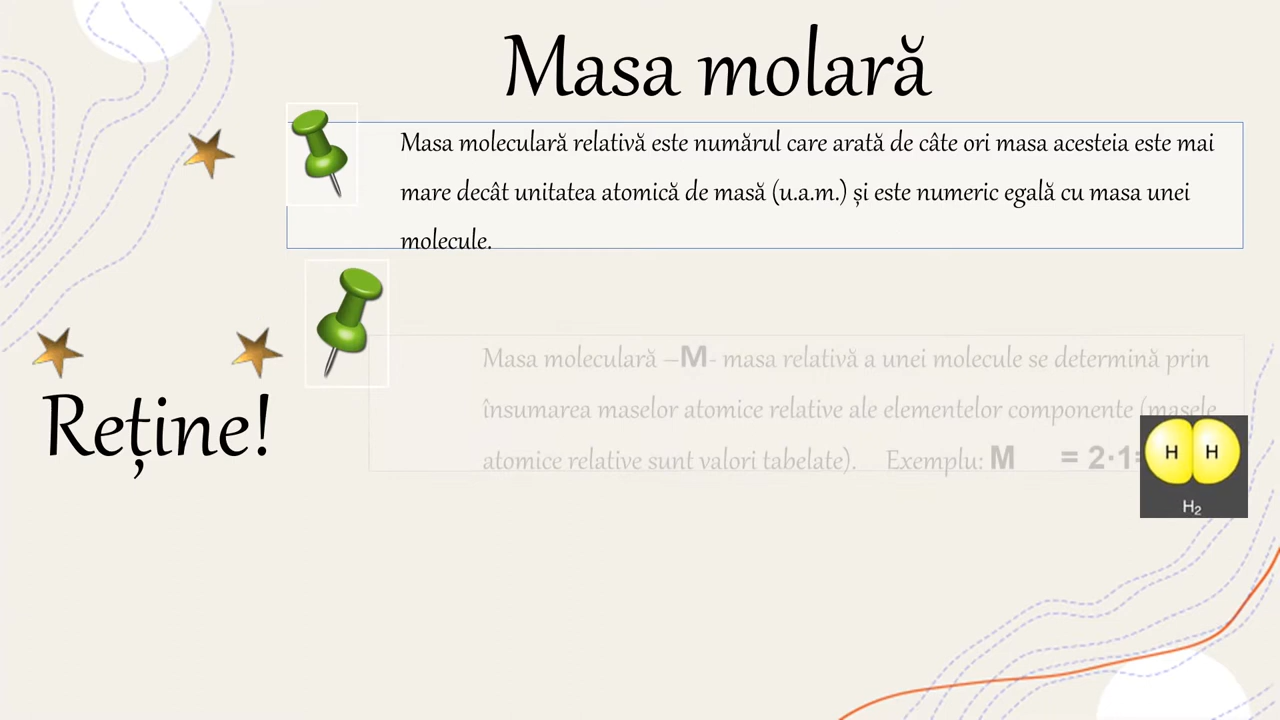 Masa molară
Masa moleculară relativă este numărul care arată de câte ori masa acesteia este mai
mare decât unitatea atomică de masă (u.a.m.) și este numeric egală cu masa unei
molecule.
Masa moleculară –M- masa relativă a unei molecule se determină prin
însumarea maselor atomice relative ale elementelor componente (masele
atomice relative sunt valori tabelate). Exemplu: M = 2·1=
H H
H₂
Reține!